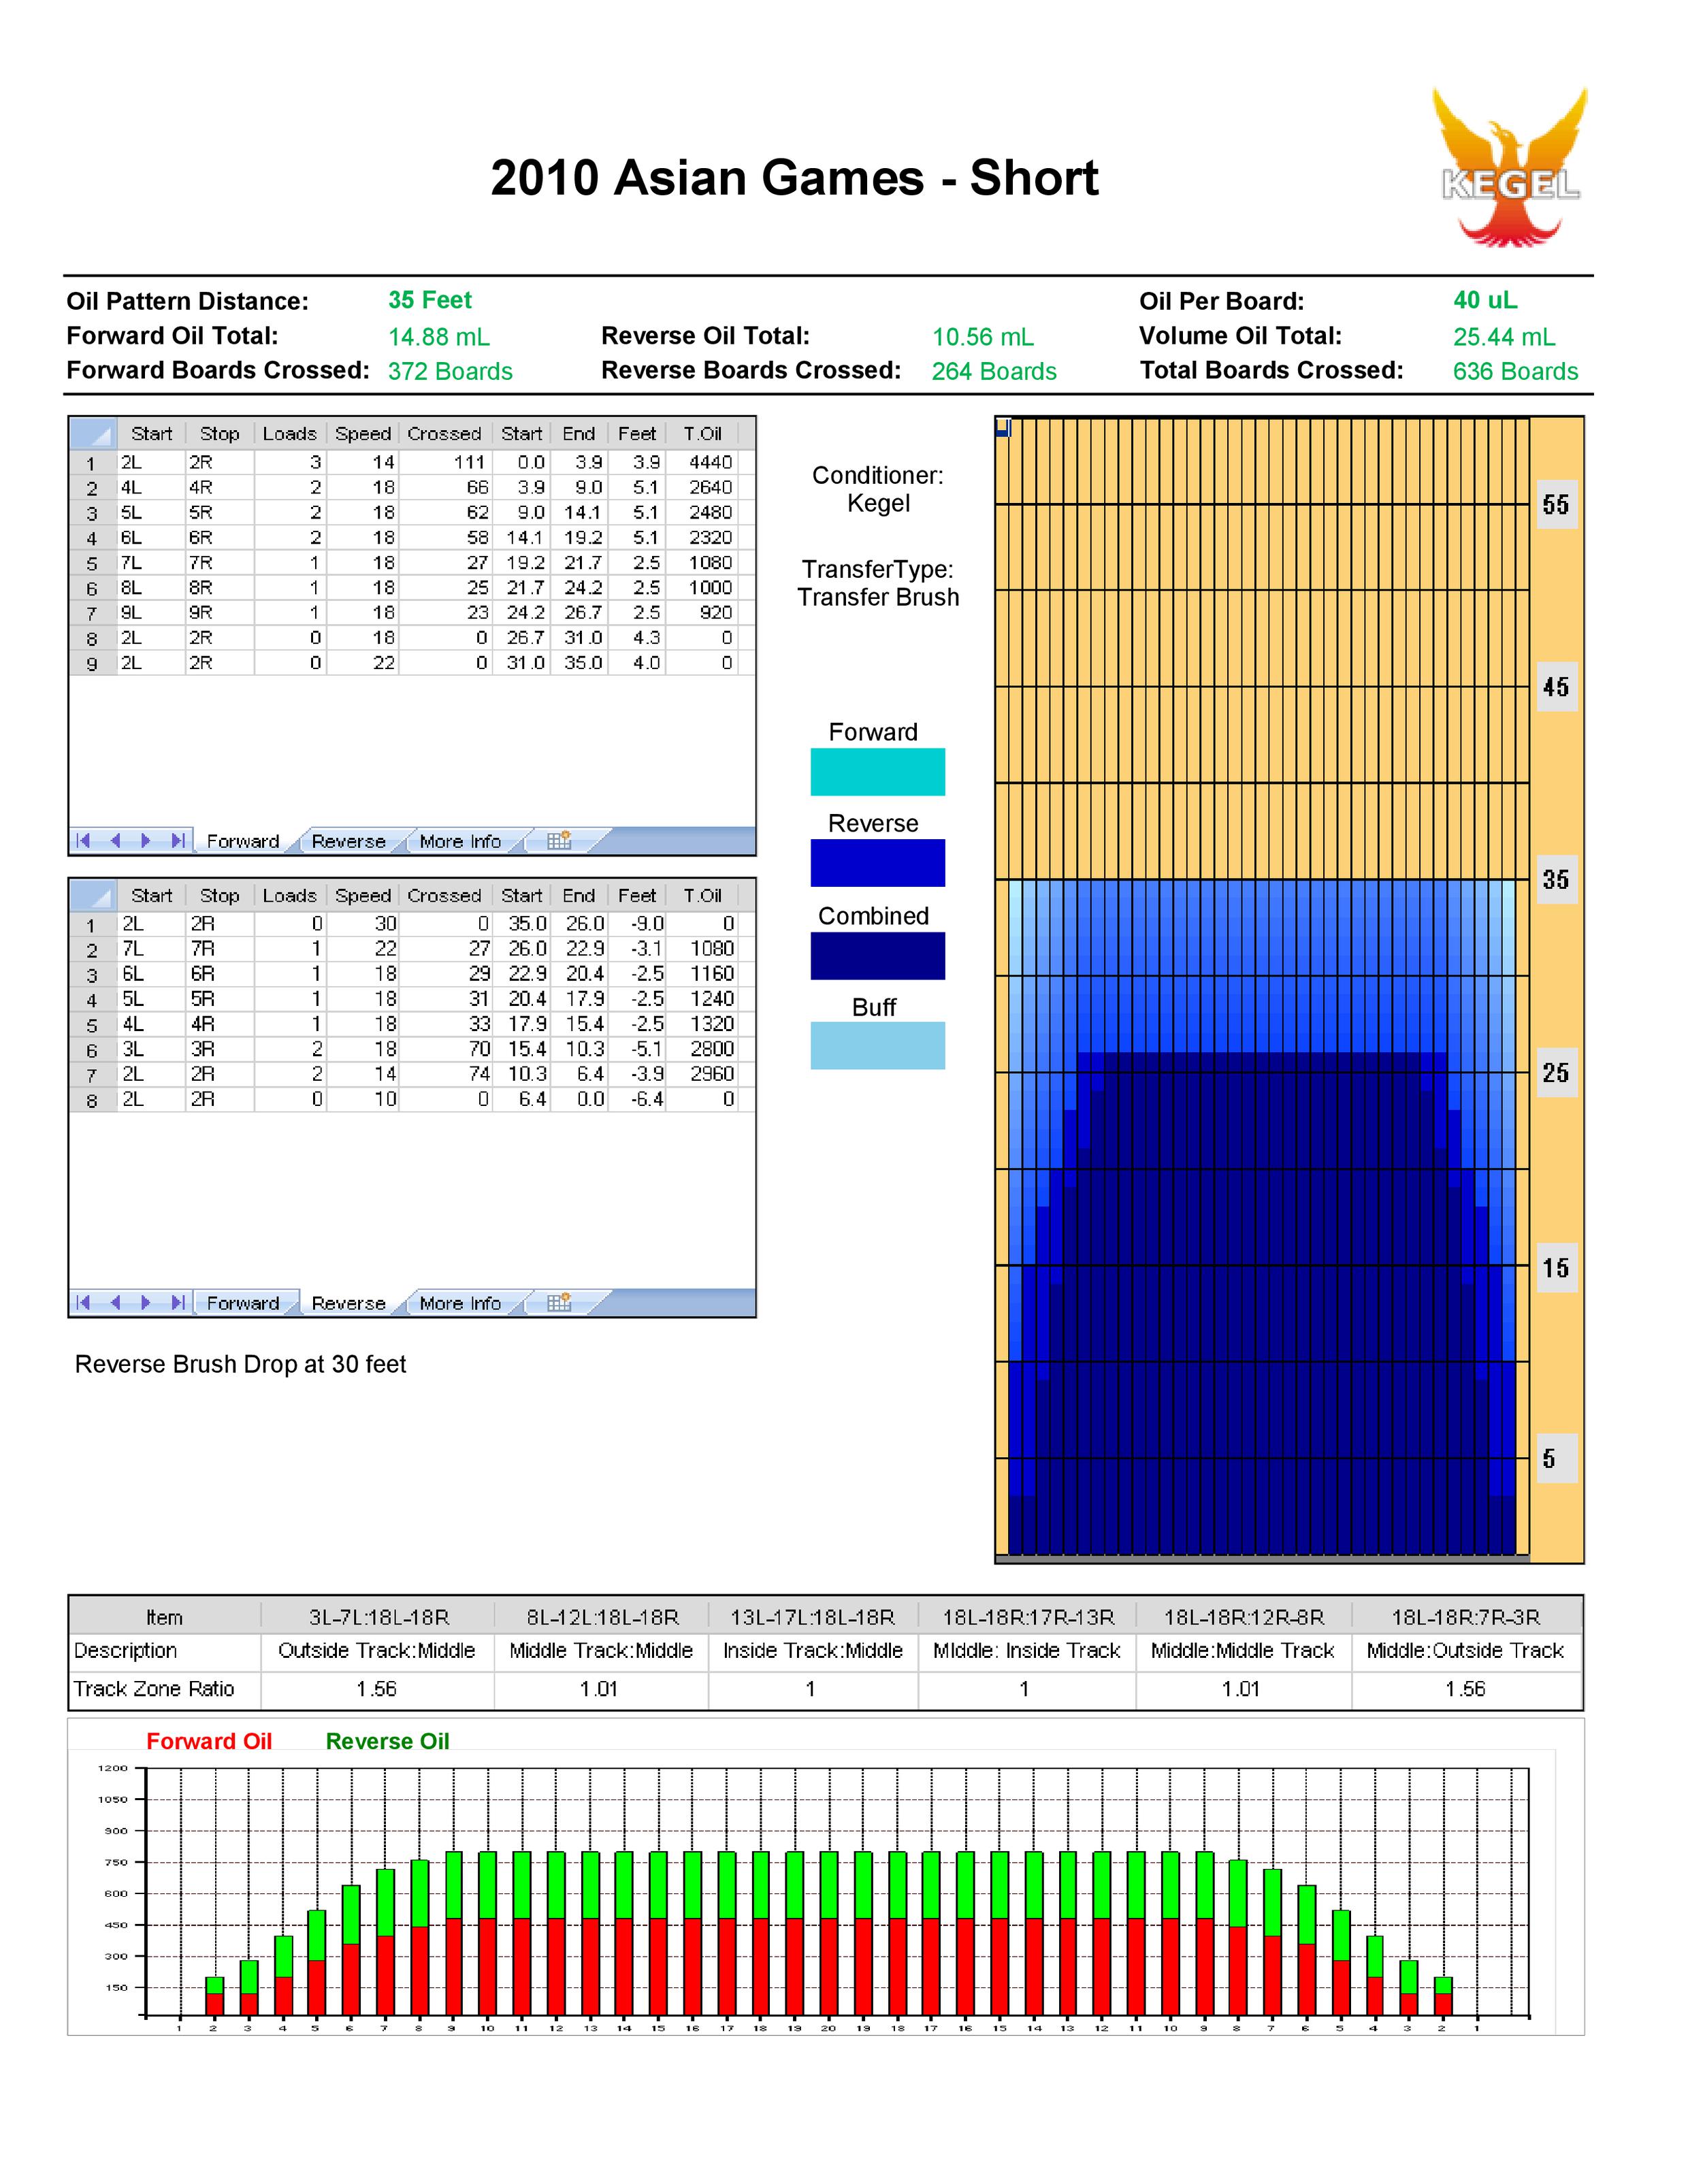 2010 Asian Games - Short
KEGEL
Oil Pattern Distance: 35 Feet Oil Per Board: 40 uL
Forward Oil Total: 14.88 mL Reverse Oil Total: 10.56 mL Volume Oil Total: 25.44 mL
Forward Boards Crossed: 372 Boards Reverse Boards Crossed: 264 Boards Total Boards Crossed: 636 Boards
Start Stop Loads Speed Crossed Start End Feet T.Oil
1 2L 2R 3 14 111 0.0 3.9 3.9 4440
2 4L 4R 2 18 66 3.9 9.0 5.1 2640
3 5L 5R 2 18 62 9.0 14.1 5.1 2480
4 6L 6R 2 18 58 14.1 19.2 5.1 2320
5 7L 7R 1 18 27 19.2 21.7 2.5 1080
6 8L 8R 1 18 25 21.7 24.2 2.5 1000
7 9L 9R 1 18 23 24.2 26.7 2.5 920
8 2L 2R 0 18 0 26.7 31.0 4.3 0
9 2L 2R 0 22 0 31.0 35.0 4.0 0
Forward Reverse More Info
Start Stop Loads Speed Crossed Start End Feet T.Oil
1 2L 2R 0 30 0 35.0 26.0 -9.0 0
2 7L 7R 1 22 27 26.0 22.9 -3.1 1080
3 6L 6R 1 18 29 22.9 20.4 -2.5 1160
4 5L 5R 1 18 31 20.4 17.9 -2.5 1240
5 4L 4R 1 18 33 17.9 15.4 -2.5 1320
6 3L 3R 2 18 70 15.4 10.3 -5.1 2800
7 2L 2R 2 14 74 10.3 6.4 -3.9 2960
8 2L 2R 0 10 0 6.4 0.0 -6.4 0
Forward Reverse More Info
Reverse Brush Drop at 30 feet
Conditioner:
Kegel
TransferType:
Transfer Brush
Forward
Reverse
Combined
Buff
55
45
35
25
15
5
Item 3L-7L:18L-18R 8L-12L:18L-18R 13L-17L:18L-18R 18L-18R:17R-13R 18L-18R:12R-8R 18L-18R:7R-3R
Description Outside Track:Middle Middle Track:Middle Inside Track:Middle MIddle: Inside Track Middle:Middle Track Middle:Outside Track
Track Zone Ratio 1.56 1.01 1 1 1.01 1.56
Forward Oil Reverse Oil
1200
1050
900
750
600
450
300
150
1 2 3 4 5 6 7 8 9 10 11 12 13 14 15 16 17 18 19 20 19 18 17 16 15 14 13 12 11 10 9 8 7 6 5 4 3 2 1